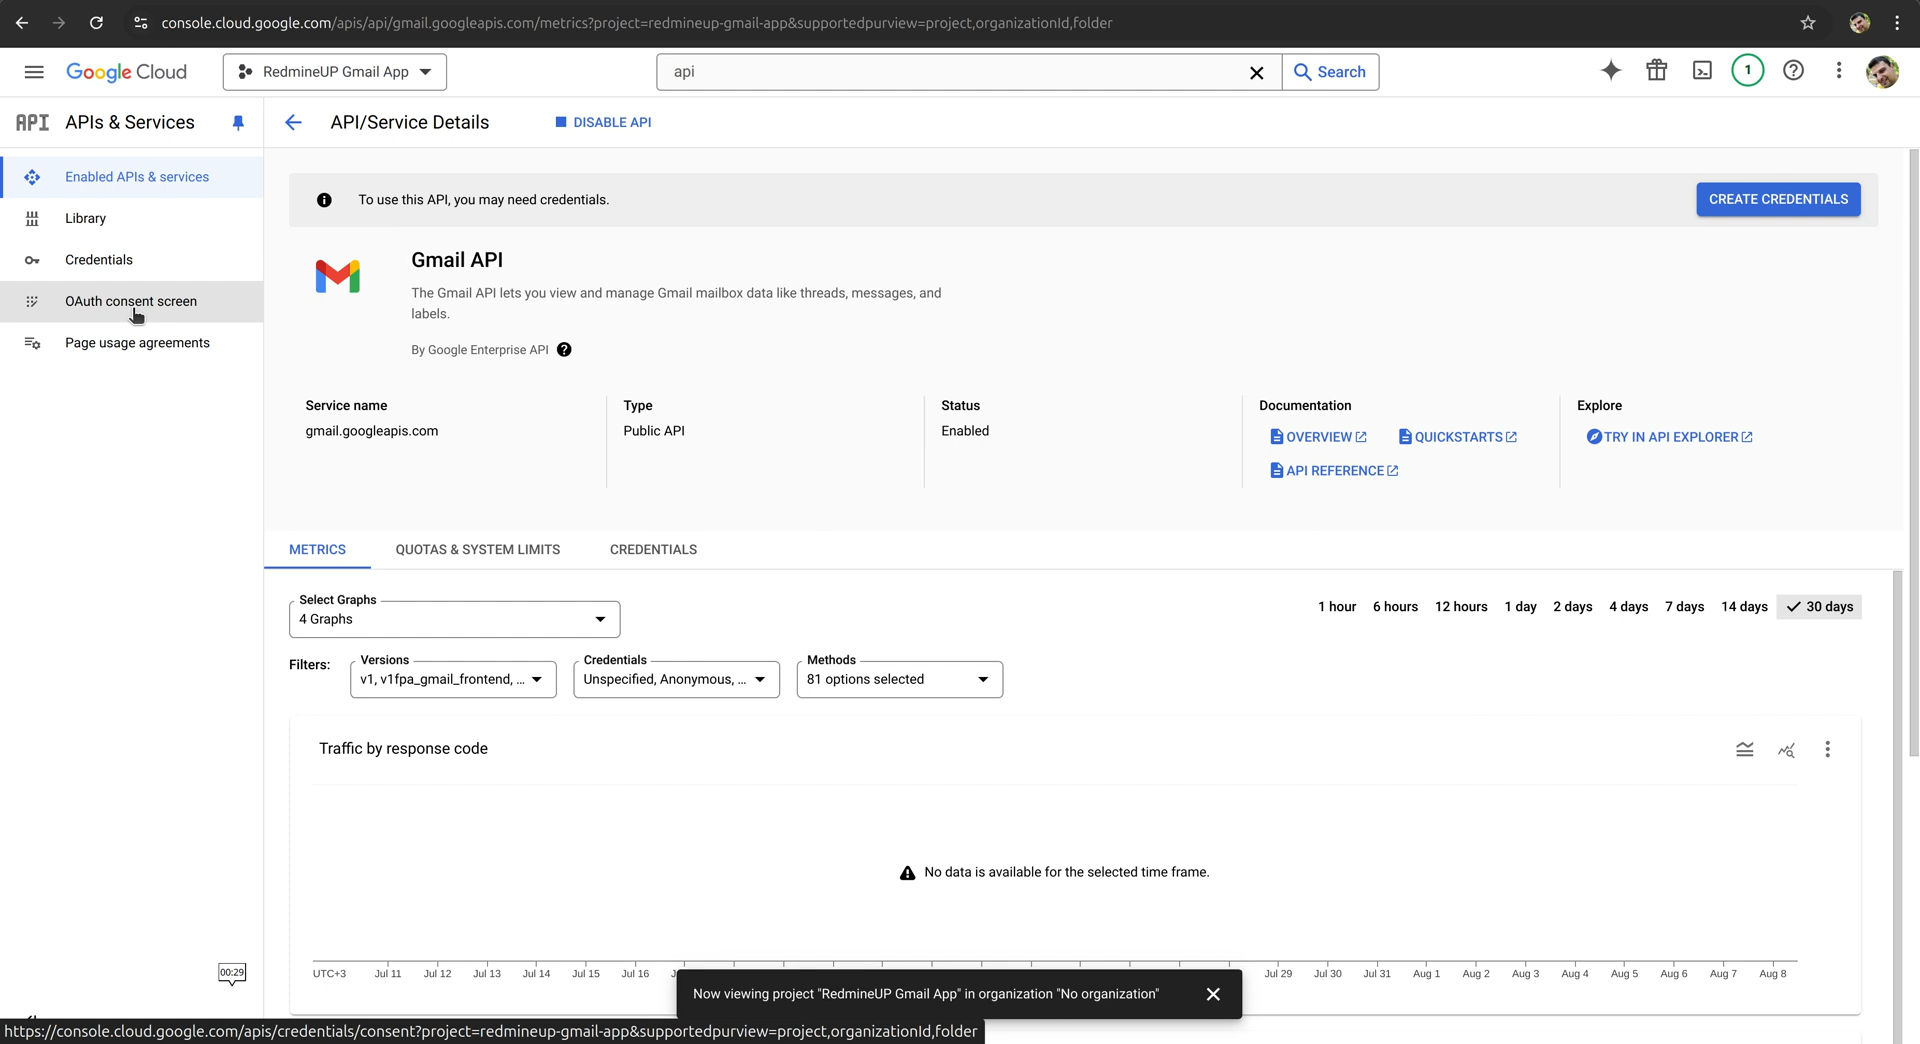 console.cloud.google.com/apis/api/gmail.googleapis.com/metrics?project=redmineup-gmail-app&supportedpurview=project,organizationId,folder
Google Cloud
RedmineUP Gmail App
api
Search
1
API APIs & Services
API/Service Details
DISABLE API
Enabled APIs & services
Library
Credentials
OAuth consent screen
Page usage agreements
To use this API, you may need credentials.
CREATE CREDENTIALS
Gmail API
The Gmail API lets you view and manage Gmail mailbox data like threads, messages, and
labels.
By Google Enterprise API
Service name
gmail.googleapis.com
Type
Public API
Status
Enabled
Documentation
OVERVIEW
QUICKSTARTS
API REFERENCE
Explore
TRY IN API EXPLORER
METRICS
QUOTAS & SYSTEM LIMITS
CREDENTIALS
Select Graphs
4 Graphs
1 hour 6 hours 12 hours 1 day 2 days 4 days 7 days 14 days 30 days
Filters:
Versions
v1, v1fpa_gmail_frontend, ...
Credentials
Unspecified, Anonymous, ...
Methods
81 options selected
Traffic by response code
No data is available for the selected time frame.
00:29
UTC+3 Jul 11 Jul 12 Jul 13 Jul 14 Jul 15 Jul 16 Jul 29 Jul 30 Jul 31 Aug 1 Aug 2 Aug 3 Aug 4 Aug 5 Aug 6 Aug 7 Aug 8
Now viewing project "RedmineUP Gmail App" in organization "No organization"
https://console.cloud.google.com/apis/credentials/consent?project=redmineup-gmail-app&supportedpurview=project,organizationId,folder